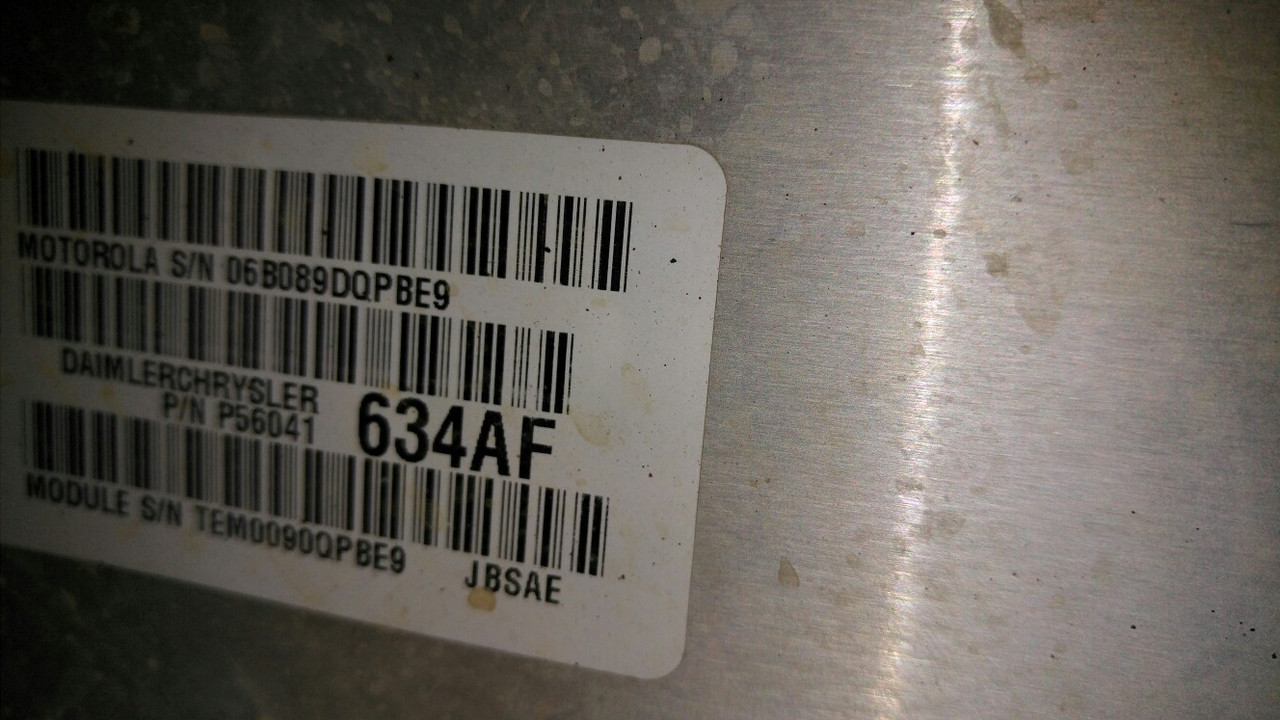 MOTOROLA S/N 06B089DQPBE9
DAIMLERCHRYSLER
P/N P56041 634AF
MODULE S/N TEM0090QPBE9 JBSAE